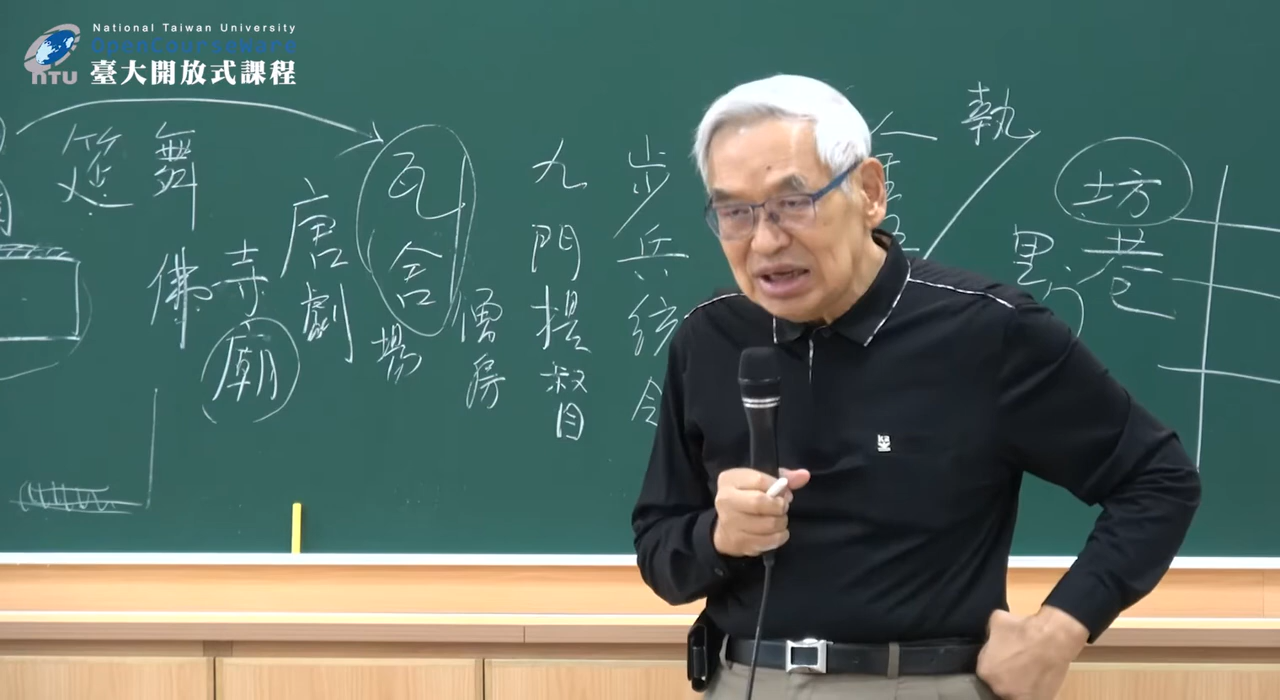 National Taiwan University
OpenCourseware
臺大開放式課程
NTU
執
坊
巷
步兵統
九門提督
瓦舍
僧房
場
唐劇
舞
筵
佛寺
廟